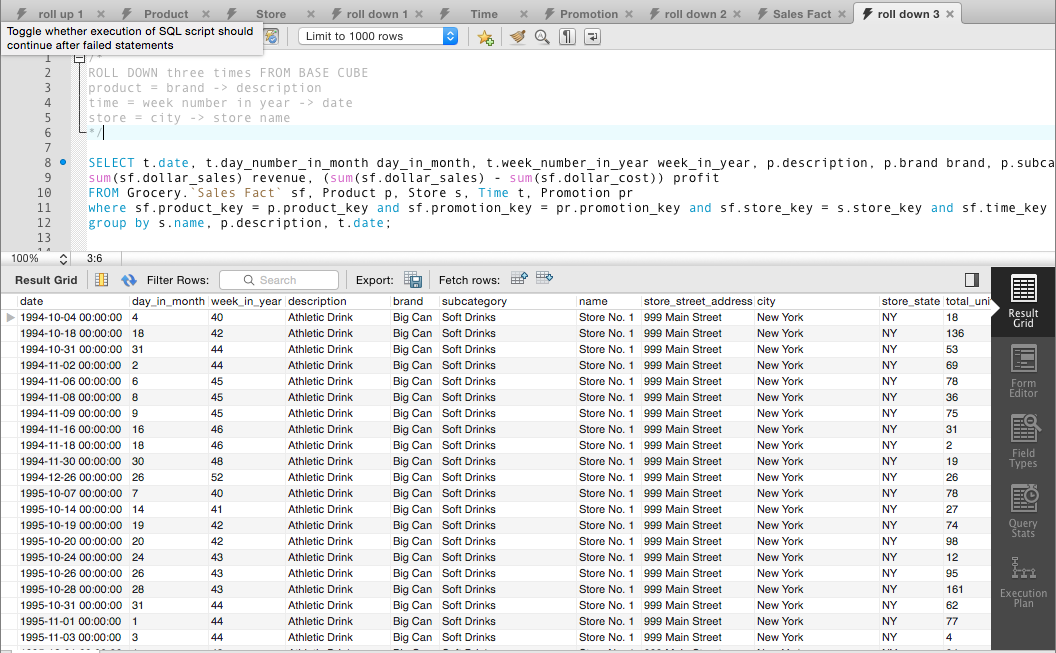 roll up 1 Product Store roll down 1 Time Promotion roll down 2 Sales Fact roll down 3
Toggle whether execution of SQL script should
continue after failed statements
Limit to 1000 rows
1 /*
2 ROLL DOWN three times FROM BASE CUBE
3 product = brand -> description
4 time = week number in year -> date
5 store = city -> store name
6 */
7
8 SELECT t.date, t.day_number_in_month day_in_month, t.week_number_in_year week_in_year, p.description, p.brand brand, p.subca
9 sum(sf.dollar_sales) revenue, (sum(sf.dollar_sales) - sum(sf.dollar_cost)) profit
10 FROM Grocery.`Sales Fact` sf, Product p, Store s, Time t, Promotion pr
11 where sf.product_key = p.product_key and sf.promotion_key = pr.promotion_key and sf.store_key = s.store_key and sf.time_key
12 group by s.name, p.description, t.date;
13
14
100% 3:6
Result Grid Filter Rows: Search Export: Fetch rows:
date day_in_month week_in_year description brand subcategory name store_street_address city store_state total_uni
1994-10-04 00:00:00 4 40 Athletic Drink Big Can Soft Drinks Store No. 1 999 Main Street New York NY 18
1994-10-18 00:00:00 18 42 Athletic Drink Big Can Soft Drinks Store No. 1 999 Main Street New York NY 136
1994-10-31 00:00:00 31 44 Athletic Drink Big Can Soft Drinks Store No. 1 999 Main Street New York NY 53
1994-11-02 00:00:00 2 44 Athletic Drink Big Can Soft Drinks Store No. 1 999 Main Street New York NY 69
1994-11-06 00:00:00 6 45 Athletic Drink Big Can Soft Drinks Store No. 1 999 Main Street New York NY 78
1994-11-08 00:00:00 8 45 Athletic Drink Big Can Soft Drinks Store No. 1 999 Main Street New York NY 36
1994-11-09 00:00:00 9 45 Athletic Drink Big Can Soft Drinks Store No. 1 999 Main Street New York NY 75
1994-11-16 00:00:00 16 46 Athletic Drink Big Can Soft Drinks Store No. 1 999 Main Street New York NY 31
1994-11-18 00:00:00 18 46 Athletic Drink Big Can Soft Drinks Store No. 1 999 Main Street New York NY 2
1994-11-30 00:00:00 30 48 Athletic Drink Big Can Soft Drinks Store No. 1 999 Main Street New York NY 19
1994-12-26 00:00:00 26 52 Athletic Drink Big Can Soft Drinks Store No. 1 999 Main Street New York NY 26
1995-10-07 00:00:00 7 40 Athletic Drink Big Can Soft Drinks Store No. 1 999 Main Street New York NY 78
1995-10-14 00:00:00 14 41 Athletic Drink Big Can Soft Drinks Store No. 1 999 Main Street New York NY 27
1995-10-19 00:00:00 19 42 Athletic Drink Big Can Soft Drinks Store No. 1 999 Main Street New York NY 74
1995-10-20 00:00:00 20 42 Athletic Drink Big Can Soft Drinks Store No. 1 999 Main Street New York NY 98
1995-10-24 00:00:00 24 43 Athletic Drink Big Can Soft Drinks Store No. 1 999 Main Street New York NY 12
1995-10-26 00:00:00 26 43 Athletic Drink Big Can Soft Drinks Store No. 1 999 Main Street New York NY 95
1995-10-28 00:00:00 28 43 Athletic Drink Big Can Soft Drinks Store No. 1 999 Main Street New York NY 161
1995-10-31 00:00:00 31 44 Athletic Drink Big Can Soft Drinks Store No. 1 999 Main Street New York NY 62
1995-11-01 00:00:00 1 44 Athletic Drink Big Can Soft Drinks Store No. 1 999 Main Street New York NY 77
1995-11-03 00:00:00 3 44 Athletic Drink Big Can Soft Drinks Store No. 1 999 Main Street New York NY 4
Result
Grid
Form
Editor
Field
Types
Query
Stats
Execution
Plan